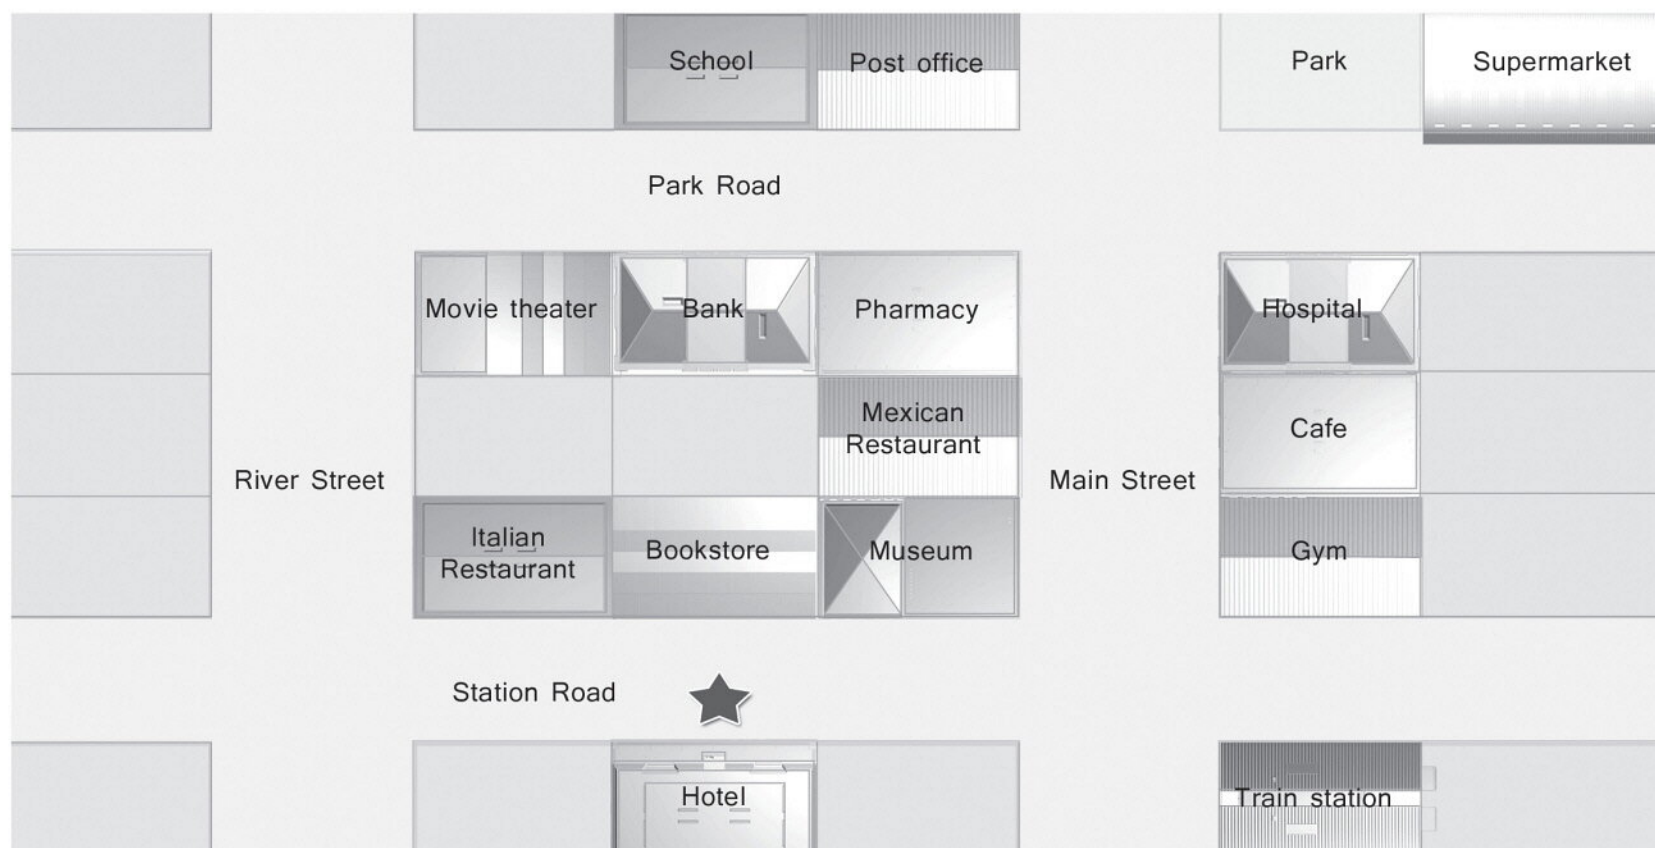 School
Post office
Park
Supermarket
Park Road
Movie theater
Bank
Pharmacy
Hospital
Mexican
Restaurant
Cafe
River Street
Main Street
Italian
Restaurant
Bookstore
Museum
Gym
Station Road
Hotel
Train station